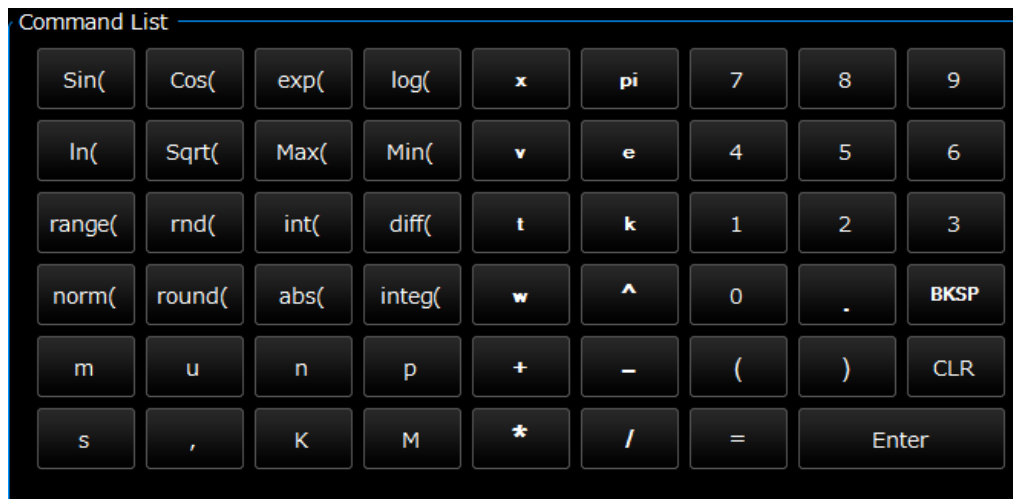 Command List
Sin( Cos( exp( log( x pi 7 8 9
ln( Sqrt( Max( Min( v e 4 5 6
range( rnd( int( diff( t k 1 2 3
norm( round( abs( integ( w ^ 0 . BKSP
m u n p + - ( ) CLR
s , K M * / = Enter